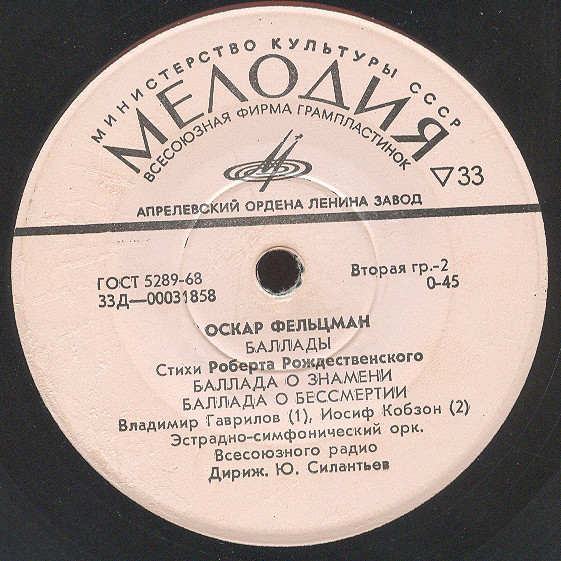 МИНИСТЕРСТВО КУЛЬТУРЫ СССР
МЕЛОДИЯ
ВСЕСОЮЗНАЯ ФИРМА ГРАМПЛАСТИНОК
▽33
АПРЕЛЕВСКИЙ ОРДЕНА ЛЕНИНА ЗАВОД
ГОСТ 5289-68
Вторая гр.-2
33Д—00031858
0-45
ОСКАР ФЕЛЬЦМАН
БАЛЛАДЫ
Стихи Роберта Рождественского
БАЛЛАДА О ЗНАМЕНИ
БАЛЛАДА О БЕССМЕРТИИ
Владимир Гаврилов (1), Иосиф Кобзон (2)
Эстрадно-симфонический орк.
Всесоюзного радио
Дириж. Ю. Силантьев